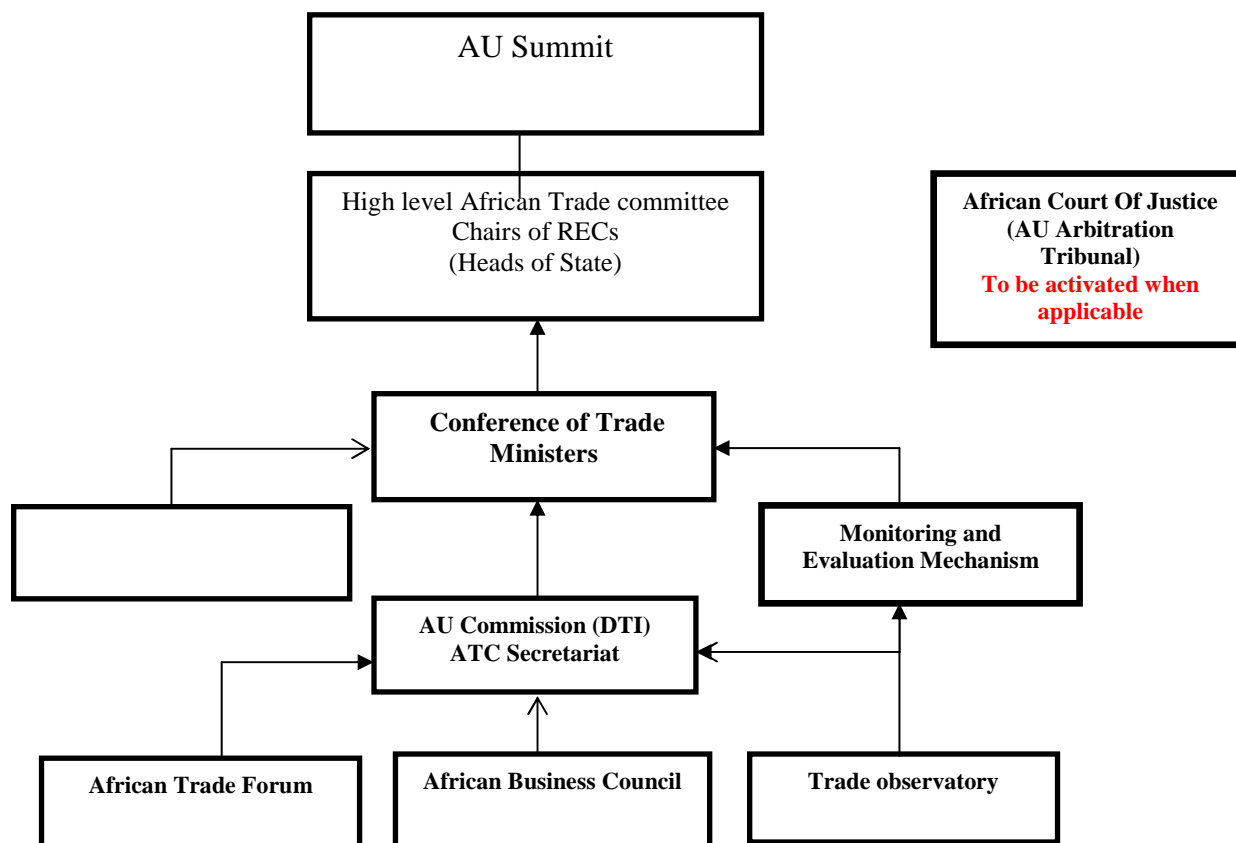 AU Summit
High level African Trade committee
Chairs of RECs
(Heads of State)
African Court Of Justice
(AU Arbitration
Tribunal)
To be activated when
applicable
Conference of Trade
Ministers
Monitoring and
Evaluation Mechanism
AU Commission (DTI)
ATC Secretariat
African Trade Forum
African Business Council
Trade observatory